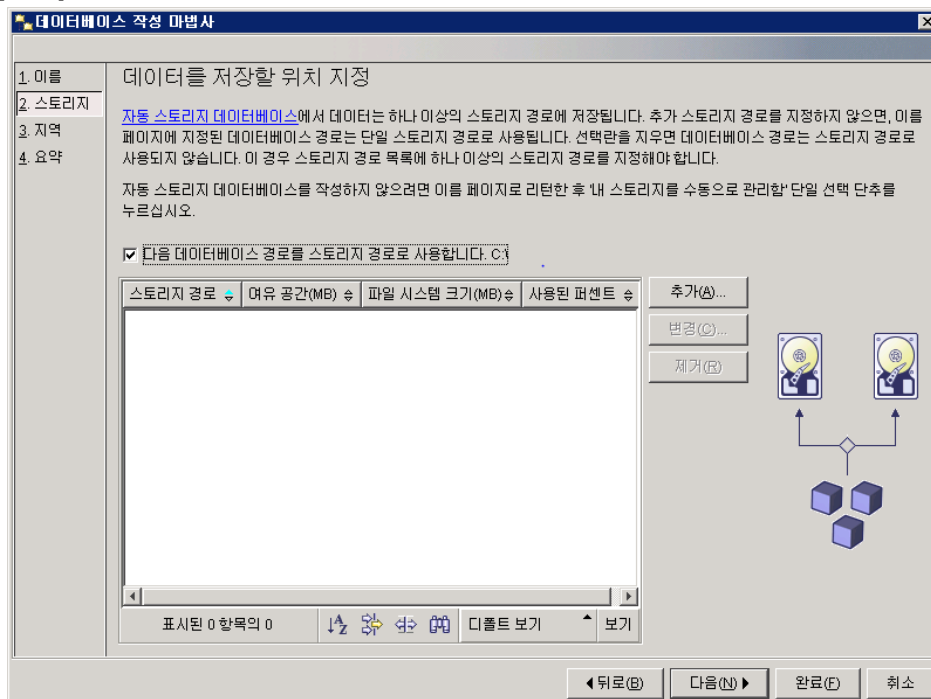 데이터베이스 작성 마법사
1. 이름
2. 스토리지
3. 지역
4. 요약
데이터를 저장할 위치 지정
자동 스토리지 데이터베이스에서 데이터는 하나 이상의 스토리지 경로에 저장됩니다. 추가 스토리지 경로를 지정하지 않으면, 이름
페이지에 지정된 데이터베이스 경로는 단일 스토리지 경로로 사용됩니다. 선택란을 지우면 데이터베이스 경로는 스토리지 경로로
사용되지 않습니다. 이 경우 스토리지 경로 목록에 하나 이상의 스토리지 경로를 지정해야 합니다.
자동 스토리지 데이터베이스를 작성하지 않으려면 이름 페이지로 리턴한 후 '내 스토리지를 수동으로 관리함' 단일 선택 단추를
누르십시오.
다음 데이터베이스 경로를 스토리지 경로로 사용합니다. C:\
스토리지 경로 여유 공간(MB) 파일 시스템 크기(MB) 사용된 퍼센트
추가(A)...
변경(C)...
제거(R)
표시된 0 항목의 0 디폴트 보기 보기
뒤로(B) 다음(N) 완료(F) 취소